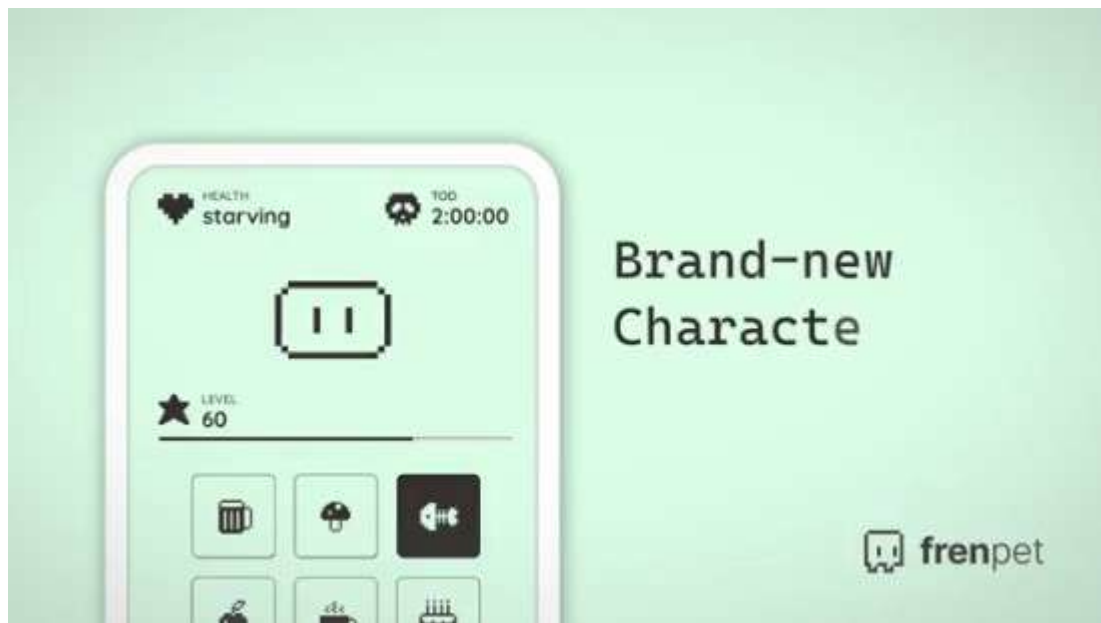 HEALTH
starving
TOD
2:00:00
Brand-new
Characte
LEVEL
60
frenpet